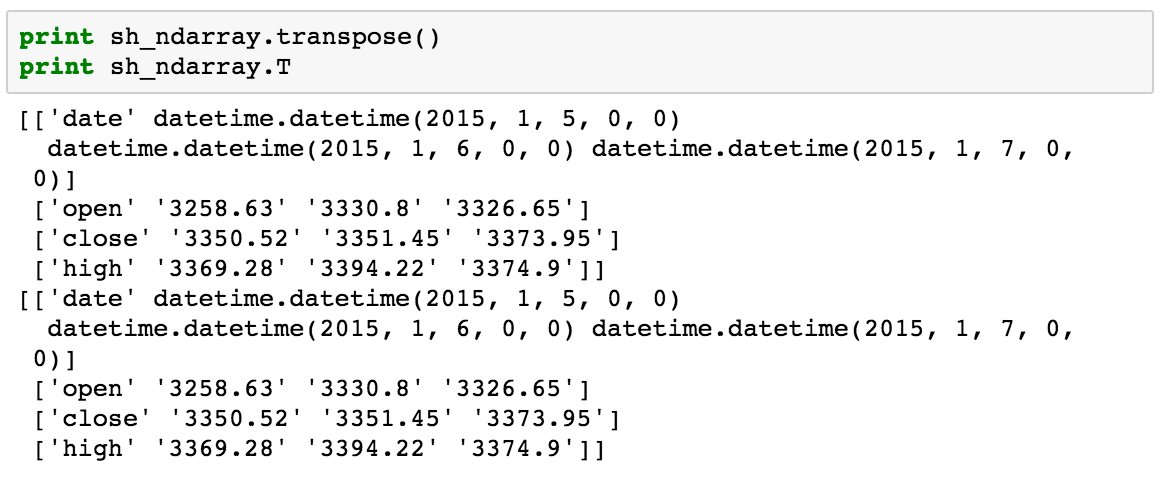 print sh_ndarray.transpose()
print sh_ndarray.T
[['date' datetime.datetime(2015, 1, 5, 0, 0)
  datetime.datetime(2015, 1, 6, 0, 0) datetime.datetime(2015, 1, 7, 0,
 0)]
 ['open' '3258.63' '3330.8' '3326.65']
 ['close' '3350.52' '3351.45' '3373.95']
 ['high' '3369.28' '3394.22' '3374.9']]
[['date' datetime.datetime(2015, 1, 5, 0, 0)
  datetime.datetime(2015, 1, 6, 0, 0) datetime.datetime(2015, 1, 7, 0,
 0)]
 ['open' '3258.63' '3330.8' '3326.65']
 ['close' '3350.52' '3351.45' '3373.95']
 ['high' '3369.28' '3394.22' '3374.9']]